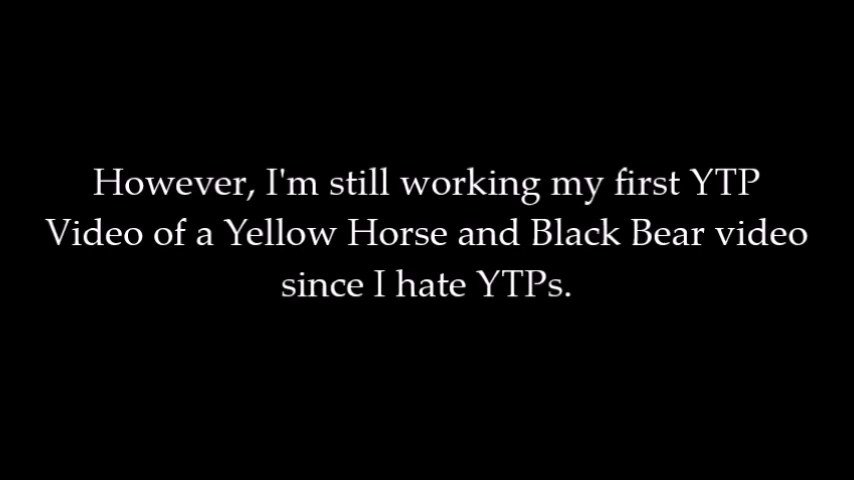 However, I'm still working my first YTP
Video of a Yellow Horse and Black Bear video
since I hate YTPs.